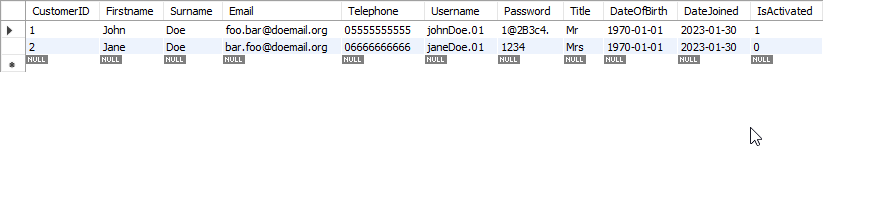 CustomerID Firstname Surname Email Telephone Username Password Title DateOfBirth DateJoined IsActivated
1 John Doe foo.bar@doemail.org 05555555555 johnDoe.01 1@2B3c4. Mr 1970-01-01 2023-01-30 1
2 Jane Doe bar.foo@doemail.org 06666666666 janeDoe.01 1234 Mrs 1970-01-01 2023-01-30 0
NULL NULL NULL NULL NULL NULL NULL NULL NULL NULL NULL